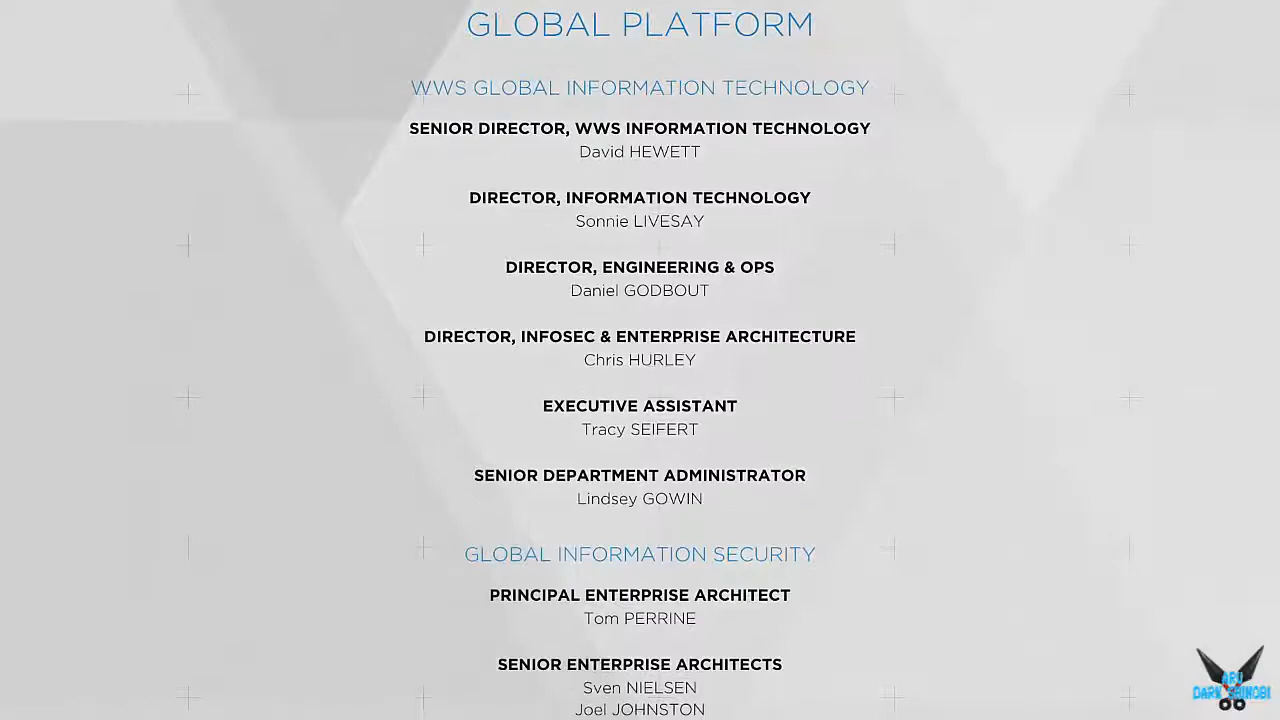 GLOBAL PLATFORM
WWS GLOBAL INFORMATION TECHNOLOGY
SENIOR DIRECTOR, WWS INFORMATION TECHNOLOGY
David HEWETT
DIRECTOR, INFORMATION TECHNOLOGY
Sonnie LIVESAY
DIRECTOR, ENGINEERING & OPS
Daniel GODBOUT
DIRECTOR, INFOSEC & ENTERPRISE ARCHITECTURE
Chris HURLEY
EXECUTIVE ASSISTANT
Tracy SEIFERT
SENIOR DEPARTMENT ADMINISTRATOR
Lindsey GOWIN
GLOBAL INFORMATION SECURITY
PRINCIPAL ENTERPRISE ARCHITECT
Tom PERRINE
SENIOR ENTERPRISE ARCHITECTS
Sven NIELSEN
Joel JOHNSTON
DARK SHINOBI